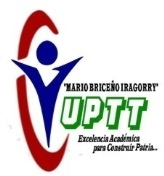 "MARIO BRICEÑO IRAGORRY"
UPTT
Excelencia Académica
para Construir Patria...